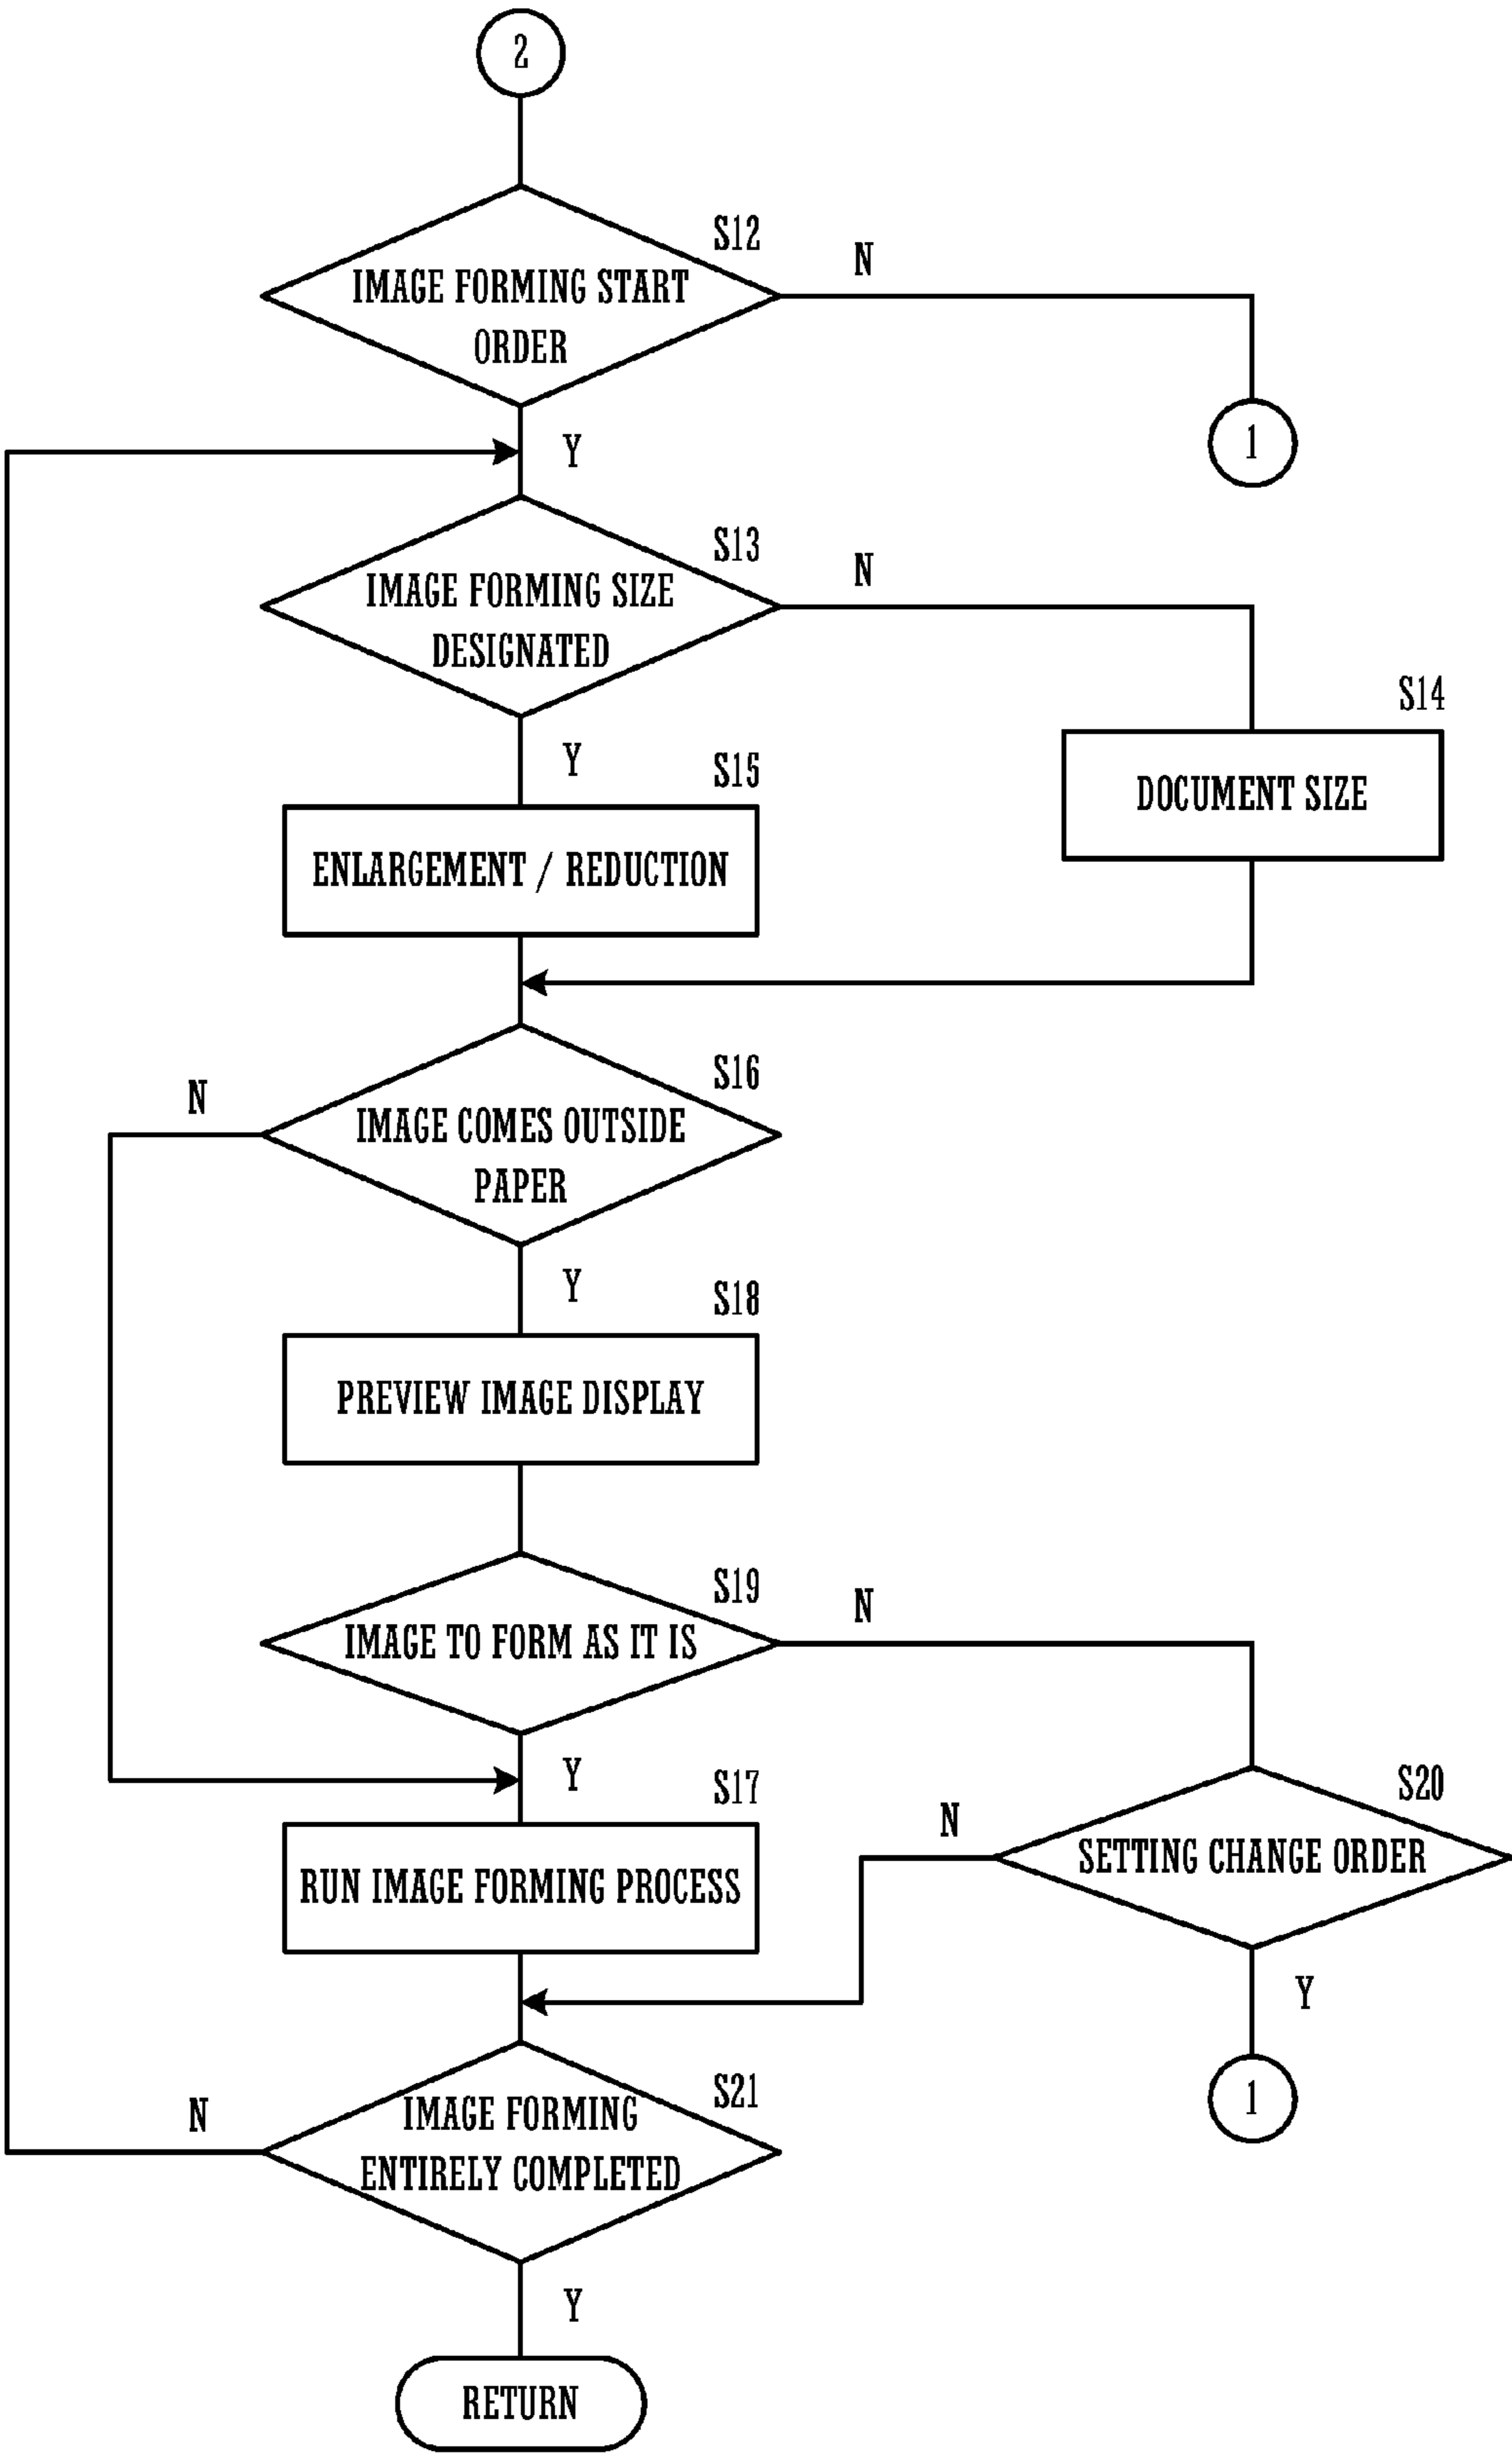 2
S12
N
IMAGE FORMING START
ORDER
1
Y
S13
N
IMAGE FORMING SIZE
DESIGNATED
S14
DOCUMENT SIZE
Y
S15
ENLARGEMENT / REDUCTION
S16
N
IMAGE COMES OUTSIDE
PAPER
Y
S18
PREVIEW IMAGE DISPLAY
S19
N
IMAGE TO FORM AS IT IS
Y
S17
S20
N
SETTING CHANGE ORDER
RUN IMAGE FORMING PROCESS
Y
1
S21
N
IMAGE FORMING
ENTIRELY COMPLETED
Y
RETURN